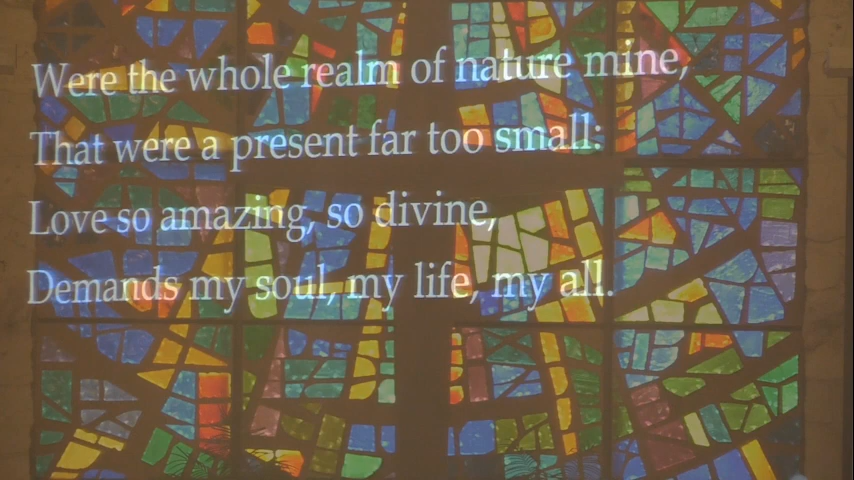 Were the whole realm of nature mine,
That were a present far too small:
Love so amazing, so divine,
Demands my soul, my life, my all.